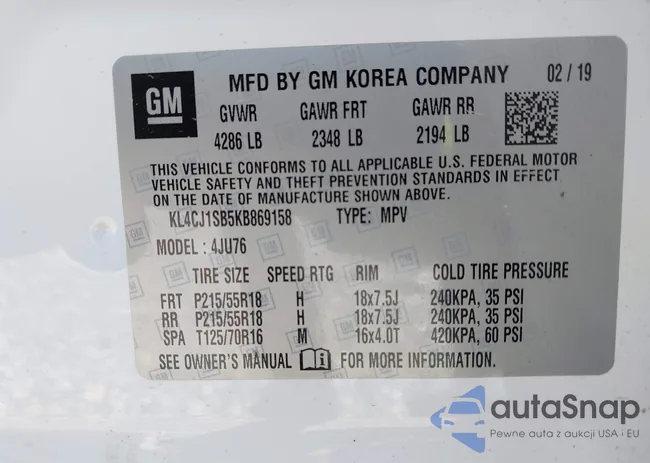 GM
MFD BY GM KOREA COMPANY 02 / 19
GVWR GAWR FRT GAWR RR
4286 LB 2348 LB 2194 LB
THIS VEHICLE CONFORMS TO ALL APPLICABLE U.S. FEDERAL MOTOR
VEHICLE SAFETY AND THEFT PREVENTION STANDARDS IN EFFECT
ON THE DATE OF MANUFACTURE SHOWN ABOVE.
KL4CJ1SB5KB869158 TYPE: MPV
MODEL : 4JU76
TIRE SIZE SPEED RTG RIM COLD TIRE PRESSURE
FRT P215/55R18 H 18x7.5J 240KPA, 35 PSI
RR P215/55R18 H 18x7.5J 240KPA, 35 PSI
SPA T125/70R16 M 16x4.0T 420KPA, 60 PSI
SEE OWNER'S MANUAL FOR MORE INFORMATION.
autaSnap
Pewne auta z aukcji USA i EU